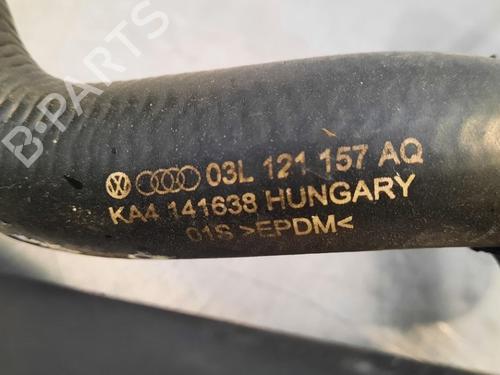 B-Parts
03L 121 157 AQ
KA4 141638 HUNGARY
01S >EPDM<